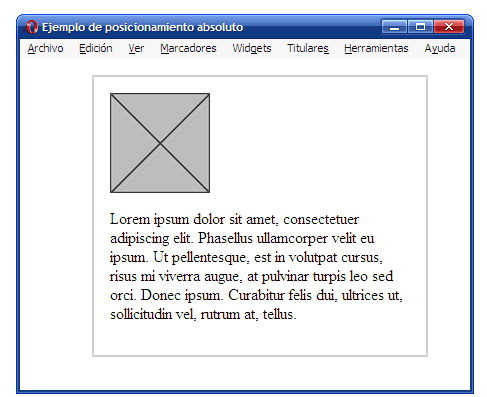 Ejemplo de posicionamiento absoluto
Archivo Edición Ver Marcadores Widgets Titulares Herramientas Ayuda
Lorem ipsum dolor sit amet, consectetuer
adipiscing elit. Phasellus ullamcorper velit eu
ipsum. Ut pellentesque, est in volutpat cursus,
risus mi viverra augue, at pulvinar turpis leo sed
orci. Donec ipsum. Curabitur felis dui, ultrices ut,
sollicitudin vel, rutrum at, tellus.